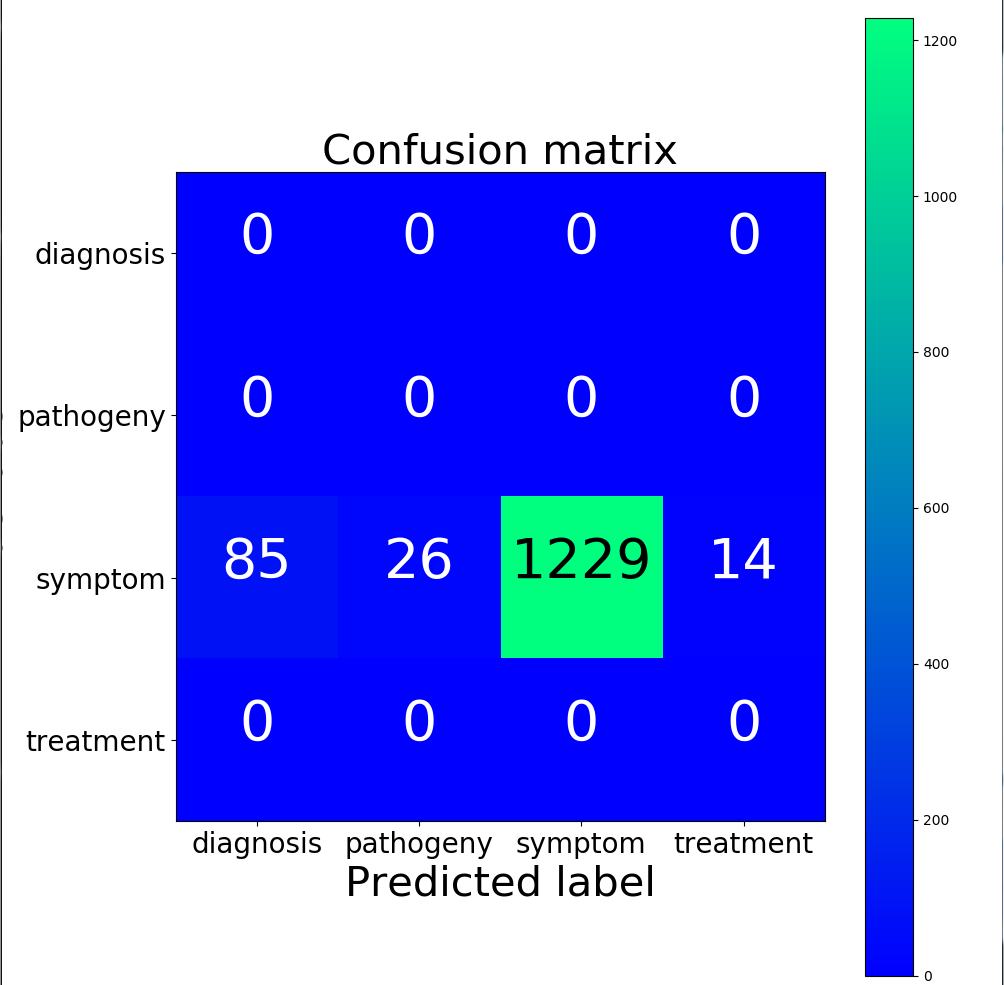 Confusion matrix
diagnosis 0 0 0 0
pathogeny 0 0 0 0
symptom 85 26 1229 14
treatment 0 0 0 0
diagnosis pathogeny symptom treatment
Predicted label
1200
1000
800
600
400
200
0